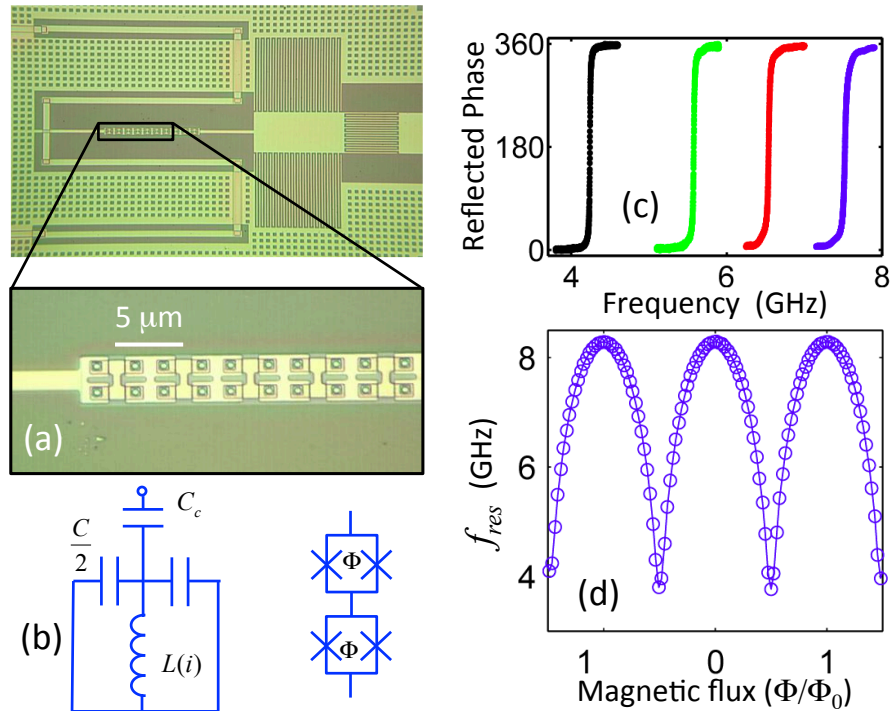 5 μm
(a)
C_c
C/2
L(i)
(b)
Φ
Φ
Reflected Phase
360
180
0
(c)
4
6
8
Frequency (GHz)
f_res (GHz)
8
6
4
(d)
1
0
1
Magnetic flux (Φ/Φ_0)